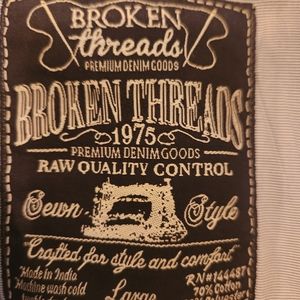 BROKEN
threads
PREMIUM DENIM GOODS
BROKEN THREADS
1975
PREMIUM DENIM GOODS
RAW QUALITY CONTROL
Sewn Style
"Crafted for style and comfort"
Made in India
Machine wash cold
Large
RN#144487
70% Cotton